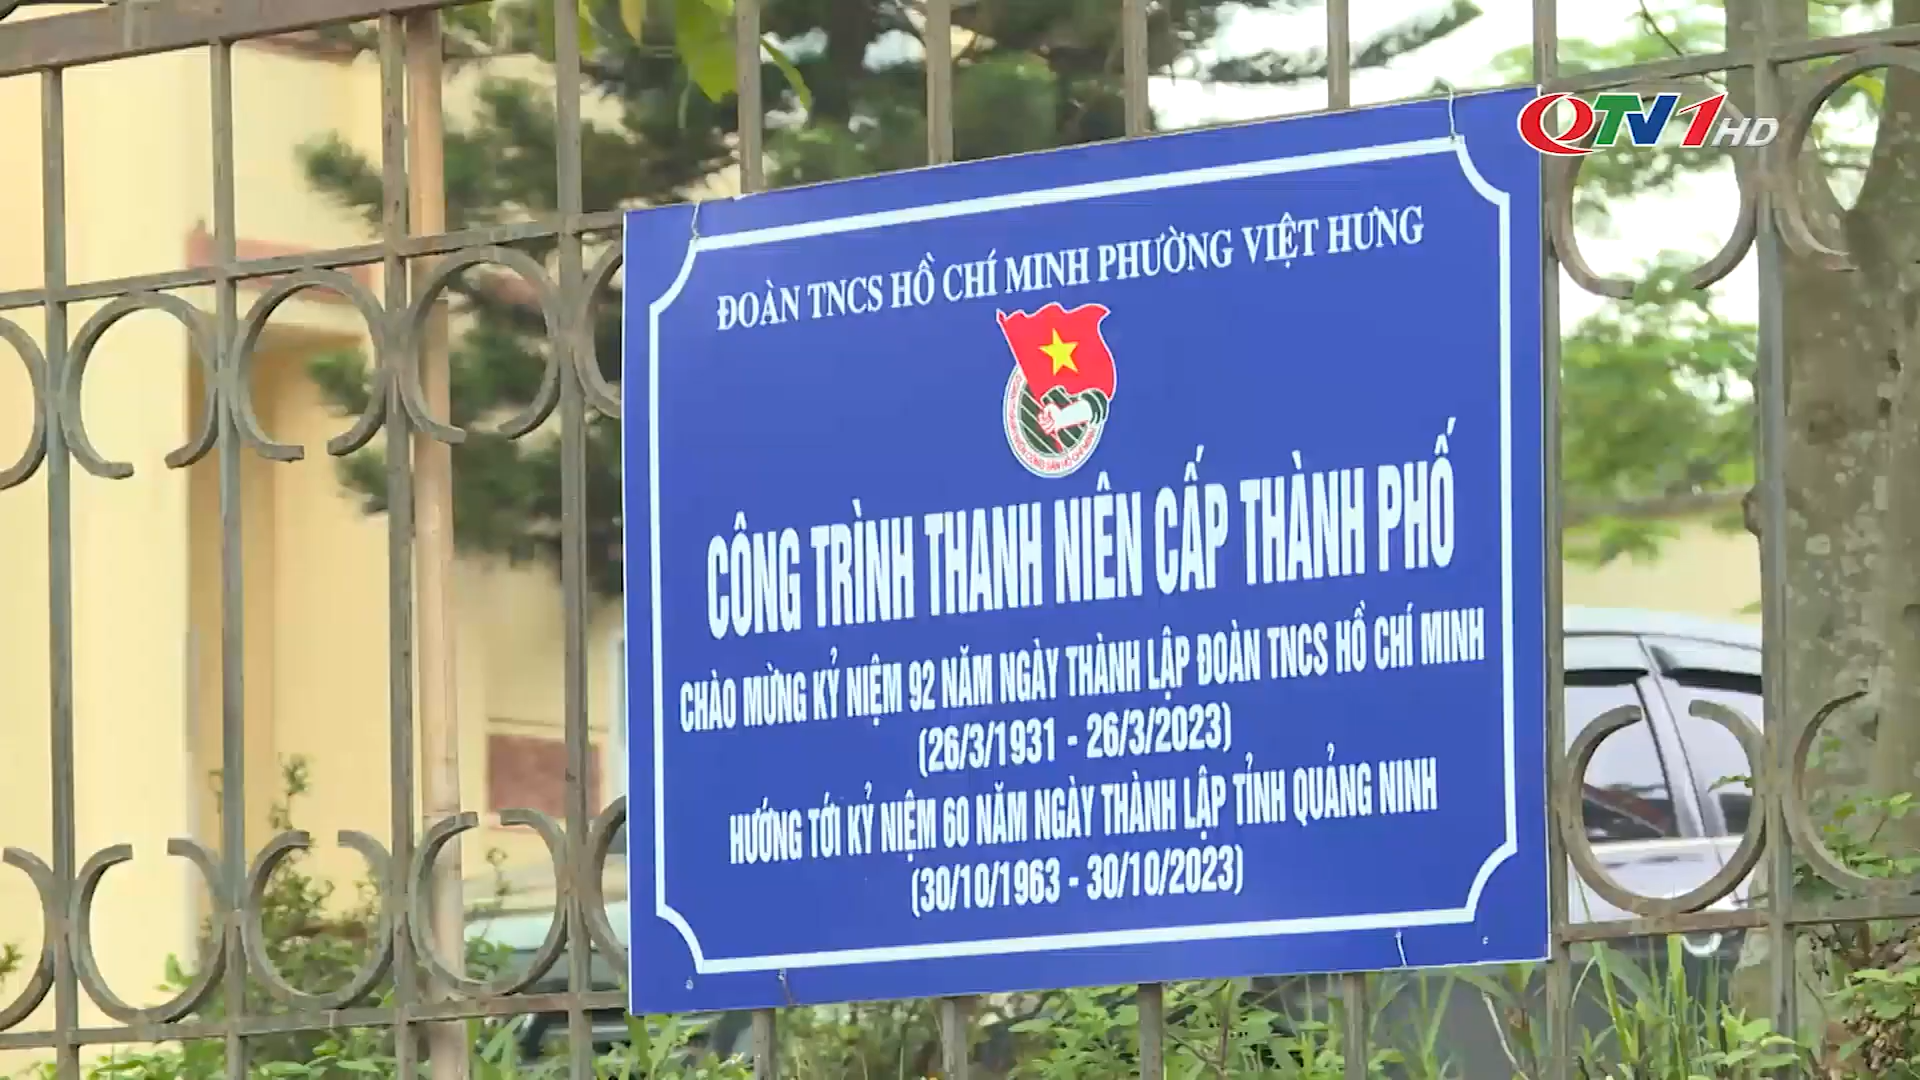 QTV1HD
ĐOÀN TNCS HỒ CHÍ MINH PHƯỜNG VIỆT HƯNG
CÔNG TRÌNH THANH NIÊN CẤP THÀNH PHỐ
CHÀO MỪNG KỶ NIỆM 92 NĂM NGÀY THÀNH LẬP ĐOÀN TNCS HỒ CHÍ MINH
(26/3/1931 - 26/3/2023)
HƯỚNG TỚI KỶ NIỆM 60 NĂM NGÀY THÀNH LẬP TỈNH QUẢNG NINH
(30/10/1963 - 30/10/2023)